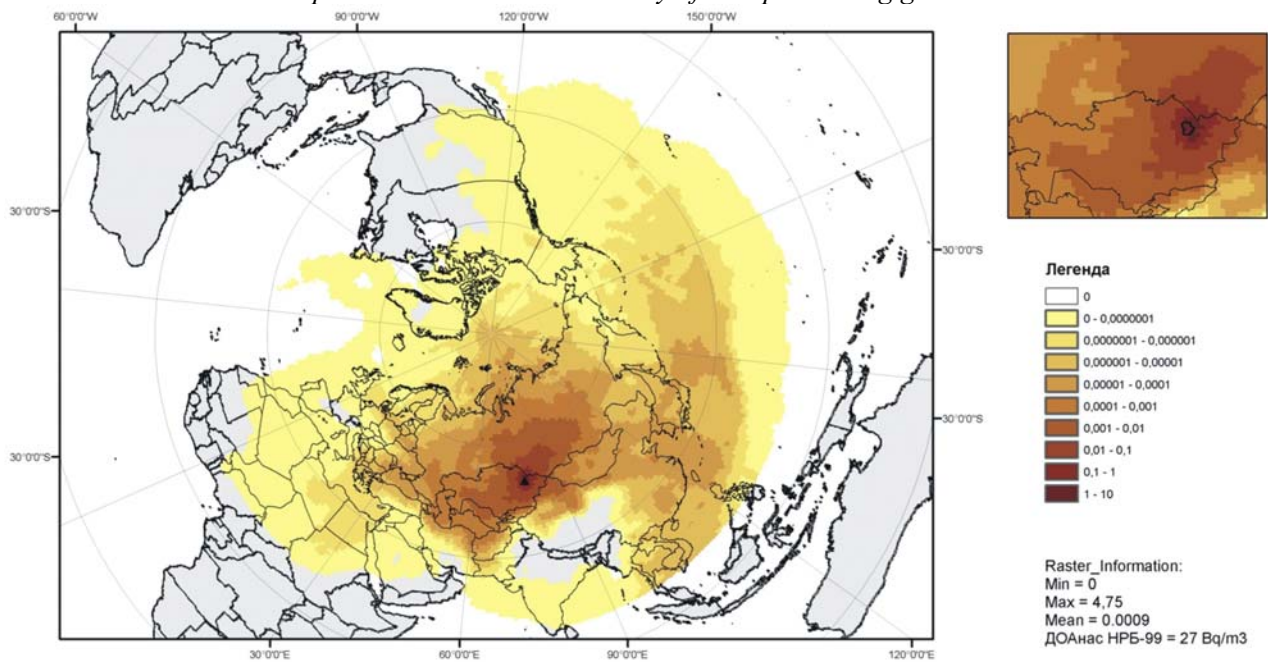 60°0'0"W 90°0'0"W 120°0'0"W 150°0'0"W
30°0'0"S
30°0'0"S
30°0'0"S
30°0'0"S
30°0'0"E 60°0'0"E 90°0'0"E 120°0'0"E
Легенда
0
0 - 0,0000001
0,0000001 - 0,000001
0,000001 - 0,00001
0,00001 - 0,0001
0,0001 - 0,001
0,001 - 0,01
0,01 - 0,1
0,1 - 1
1 - 10
Raster_Information:
Min = 0
Max = 4,75
Mean = 0.0009
ДОАнас НРБ-99 = 27 Bq/m3